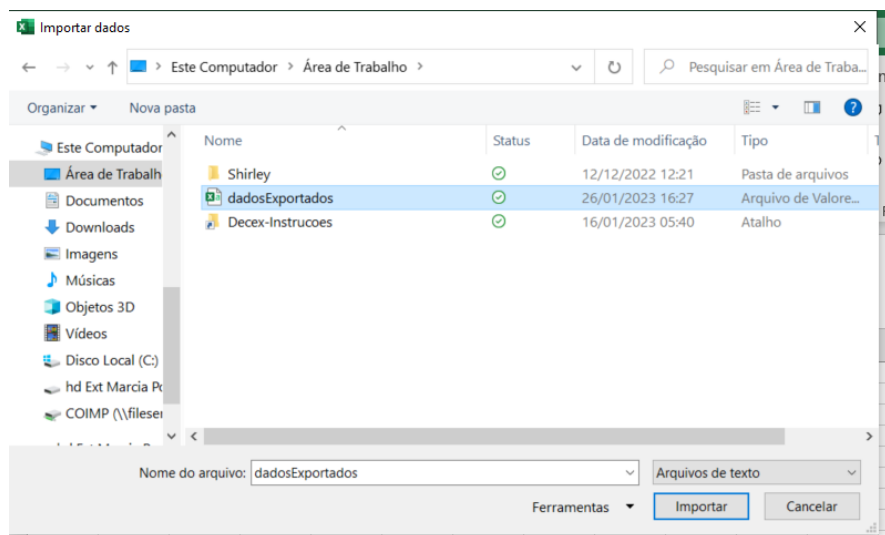 Importar dados
Este Computador > Área de Trabalho >
Pesquisar em Área de Traba...
Organizar
Nova pasta
Nome Status Data de modificação Tipo
Este Computador
Área de Trabalh
Documentos
Downloads
Imagens
Músicas
Objetos 3D
Vídeos
Disco Local (C:)
hd Ext Marcia Po
COIMP (\\fileser
Shirley 12/12/2022 12:21 Pasta de arquivos
dadosExportados 26/01/2023 16:27 Arquivo de Valore...
Decex-Instrucoes 16/01/2023 05:40 Atalho
Nome do arquivo: dadosExportados
Arquivos de texto
Ferramentas
Importar
Cancelar